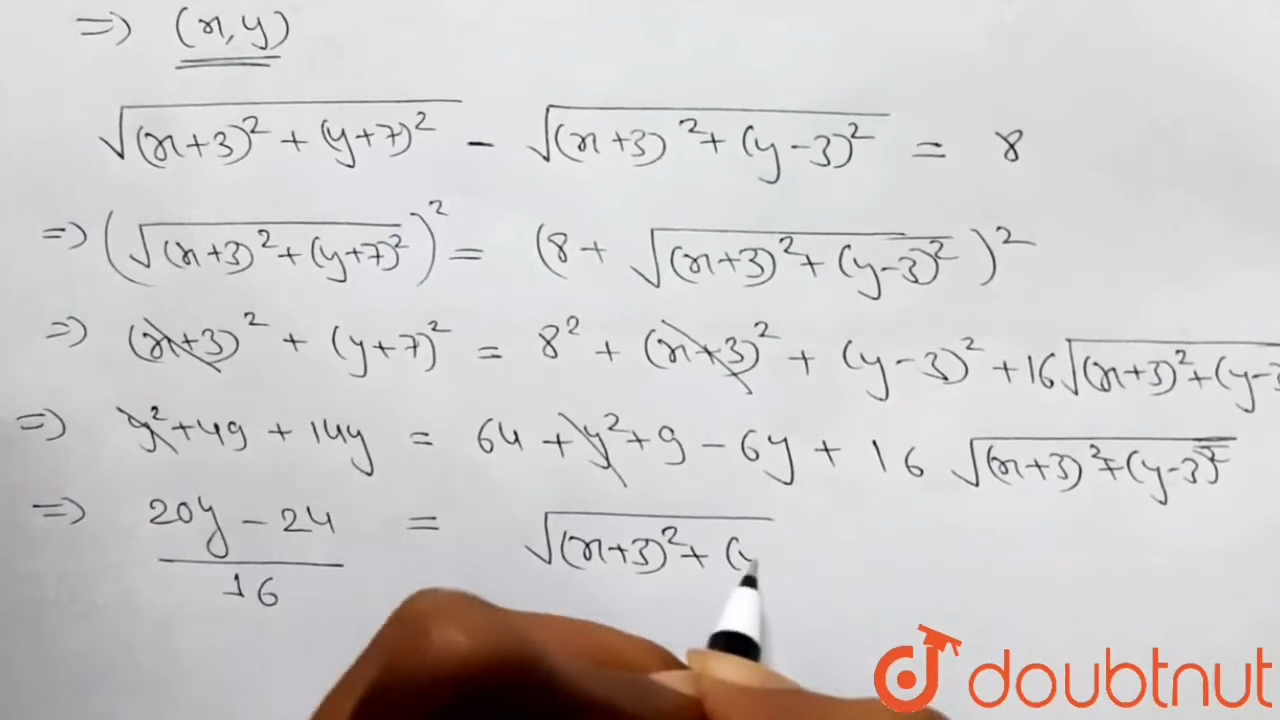 ⇒ (x,y)
√((x+3)² + (y+7)²) - √((x+3)² + (y-3)²) = 8
⇒ (√((x+3)² + (y+7)²))² = (8 + √((x+3)² + (y-3)²))²
⇒ (x+3)² + (y+7)² = 8² + (x+3)² + (y-3)² + 16√((x+3)² + (y-3
⇒ y² + 49 + 14y = 64 + y² + 9 - 6y + 16 √((x+3)² + (y-3)²
⇒ (20y - 24)/16 = √((x+3)² + (
doubtnut